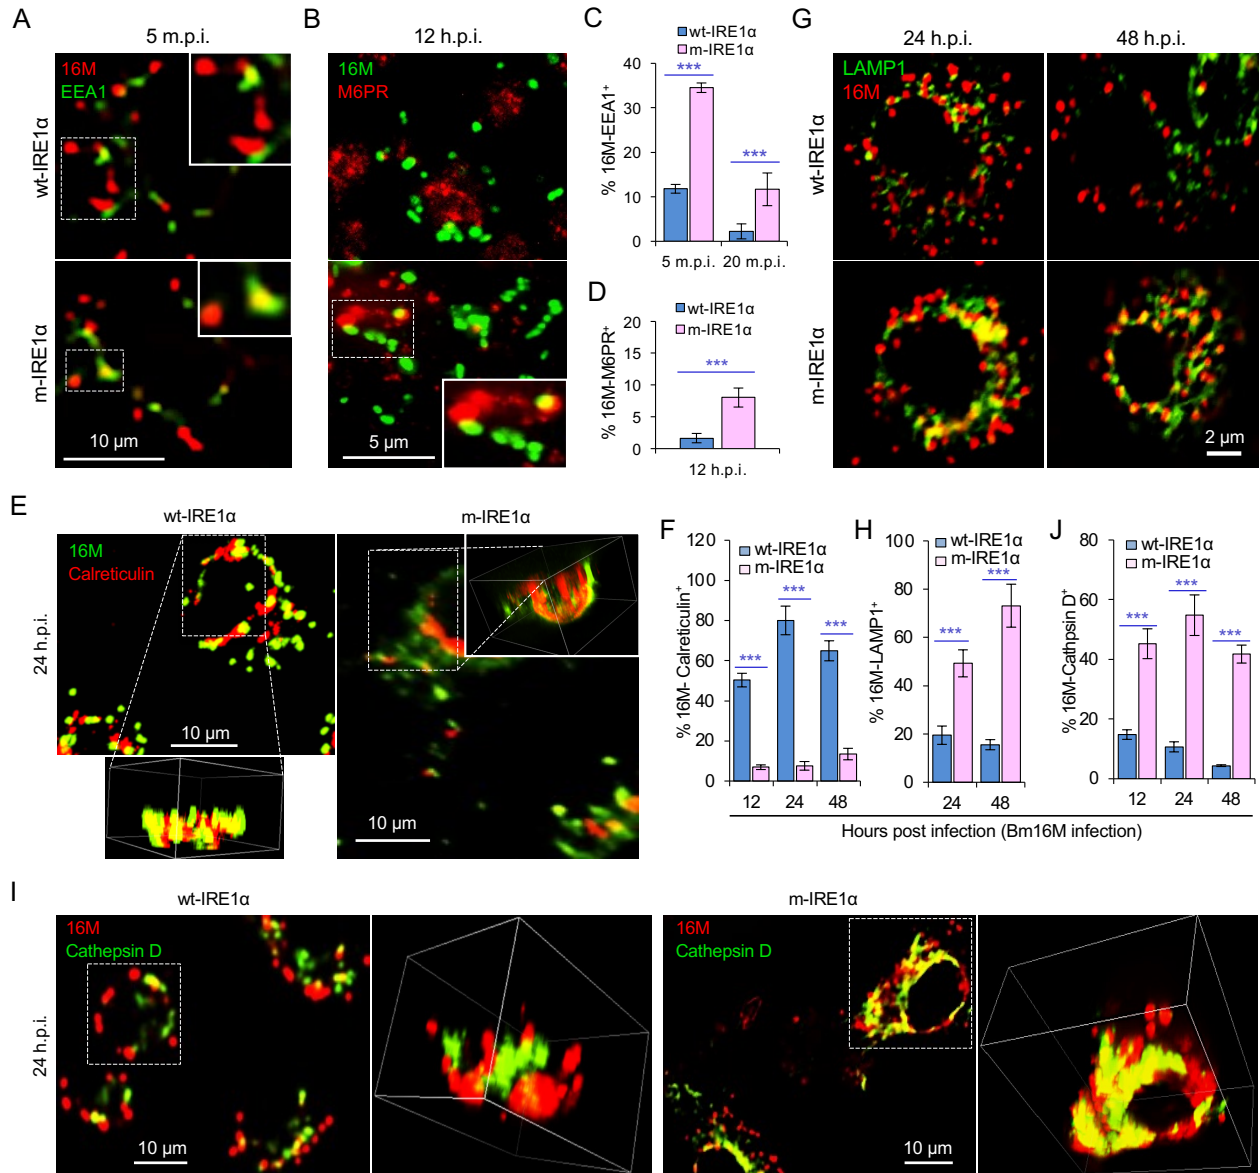 A
5 m.p.i.
16M
EEA1
wt-IRE1α
m-IRE1α
10 µm
B
12 h.p.i.
16M
M6PR
5 µm
C
wt-IRE1α
m-IRE1α
% 16M-EEA1+
40
30
20
10
0
***
***
5 m.p.i. 20 m.p.i.
D
wt-IRE1α
m-IRE1α
% 16M-M6PR+
20
15
10
5
0
***
12 h.p.i.
G
24 h.p.i. 48 h.p.i.
LAMP1
16M
wt-IRE1α
m-IRE1α
2 µm
E
wt-IRE1α m-IRE1α
16M
Calreticulin
24 h.p.i.
10 µm
10 µm
F
wt-IRE1α
m-IRE1α
% 16M- Calreticulin+
120
100
80
60
40
20
0
***
***
***
12 24 48
H
wt-IRE1α
m-IRE1α
% 16M-LAMP1+
100
80
60
40
20
0
***
***
24 48
J
wt-IRE1α
m-IRE1α
% 16M-Cathpsin D+
80
60
40
20
0
***
***
***
12 24 48
Hours post infection (Bm16M infection)
I
wt-IRE1α m-IRE1α
24 h.p.i.
16M
Cathepsin D
10 µm
16M
Cathepsin D
10 µm